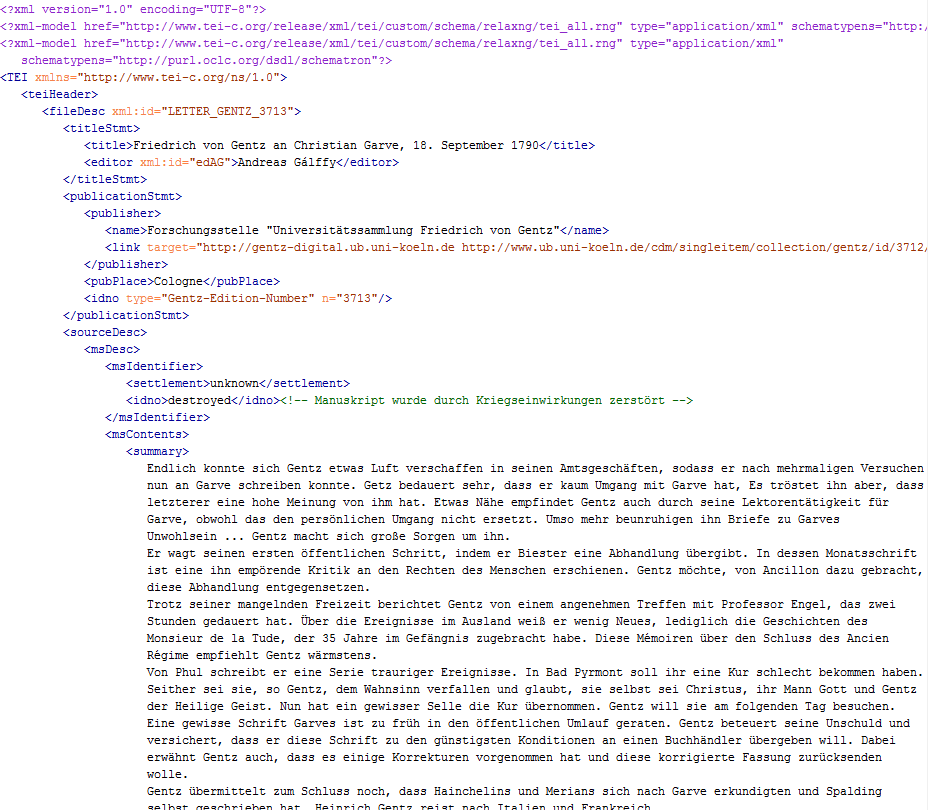 <?xml version="1.0" encoding="UTF-8"?>
<?xml-model href="http://www.tei-c.org/release/xml/tei/custom/schema/relaxng/tei_all.rng" type="application/xml" schematypens="http:/
<?xml-model href="http://www.tei-c.org/release/xml/tei/custom/schema/relaxng/tei_all.rng" type="application/xml"
schematypens="http://purl.oclc.org/dsdl/schematron"?>
<TEI xmlns="http://www.tei-c.org/ns/1.0">
<teiHeader>
<fileDesc xml:id="LETTER_GENTZ_3713">
<titleStmt>
<title>Friedrich von Gentz an Christian Garve, 18. September 1790</title>
<editor xml:id="edAG">Andreas Gálffy</editor>
</titleStmt>
<publicationStmt>
<publisher>
<name>Forschungsstelle "Universitätssammlung Friedrich von Gentz"</name>
<link target="http://gentz-digital.ub.uni-koeln.de http://www.ub.uni-koeln.de/cdm/singleitem/collection/gentz/id/3712/
</publisher>
<pubPlace>Cologne</pubPlace>
<idno type="Gentz-Edition-Number" n="3713"/>
</publicationStmt>
<sourceDesc>
<msDesc>
<msIdentifier>
<settlement>unknown</settlement>
<idno>destroyed</idno><!-- Manuskript wurde durch Kriegseinwirkungen zerstört -->
</msIdentifier>
<msContents>
<summary>
Endlich konnte sich Gentz etwas Luft verschaffen in seinen Amtsgeschäften, sodass er nach mehrmaligen Versuchen
nun an Garve schreiben konnte. Getz bedauert sehr, dass er kaum Umgang mit Garve hat, Es tröstet ihn aber, dass
letzterer eine hohe Meinung von ihm hat. Etwas Nähe empfindet Gentz auch durch seine Lektorentätigkeit für
Garve, obwohl das den persönlichen Umgang nicht ersetzt. Umso mehr beunruhigen ihn Briefe zu Garves
Unwohlsein ... Gentz macht sich große Sorgen um ihn.
Er wagt seinen ersten öffentlichen Schritt, indem er Biester eine Abhandlung übergibt. In dessen Monatsschrift
ist eine ihn empörende Kritik an den Rechten des Menschen erschienen. Gentz möchte, von Ancillon dazu gebracht,
diese Abhandlung entgegensetzen.
Trotz seiner mangelnden Freizeit berichtet Gentz von einem angenehmen Treffen mit Professor Engel, das zwei
Stunden gedauert hat. Über die Ereignisse im Ausland weiß er wenig Neues, lediglich die Geschichten des
Monsieur de la Tude, der 35 Jahre im Gefängnis zugebracht habe. Diese Mémoiren über den Schluss des Ancien
Régime empfiehlt Gentz wärmstens.
Von Phul schreibt er eine Serie trauriger Ereignisse. In Bad Pyrmont soll ihr eine Kur schlecht bekommen haben.
Seither sei sie, so Gentz, dem Wahnsinn verfallen und glaubt, sie selbst sei Christus, ihr Mann Gott und Gentz
der Heilige Geist. Nun hat ein gewisser Selle die Kur übernommen. Gentz will sie am folgenden Tag besuchen.
Eine gewisse Schrift Garves ist zu früh in den öffentlichen Umlauf geraten. Gentz beteuert seine Unschuld und
versichert, dass er diese Schrift zu den günstigsten Konditionen an einen Buchhändler übergeben will. Dabei
erwähnt Gentz auch, dass es einige Korrekturen vorgenommen hat und diese korrigierte Fassung zurücksenden
wolle.
Gentz übermittelt zum Schluss noch, dass Hainchelins und Merians sich nach Garve erkundigten und Spalding
selbst geschrieben hat. Heinrich Gentz reist nach Italien und Frankreich.